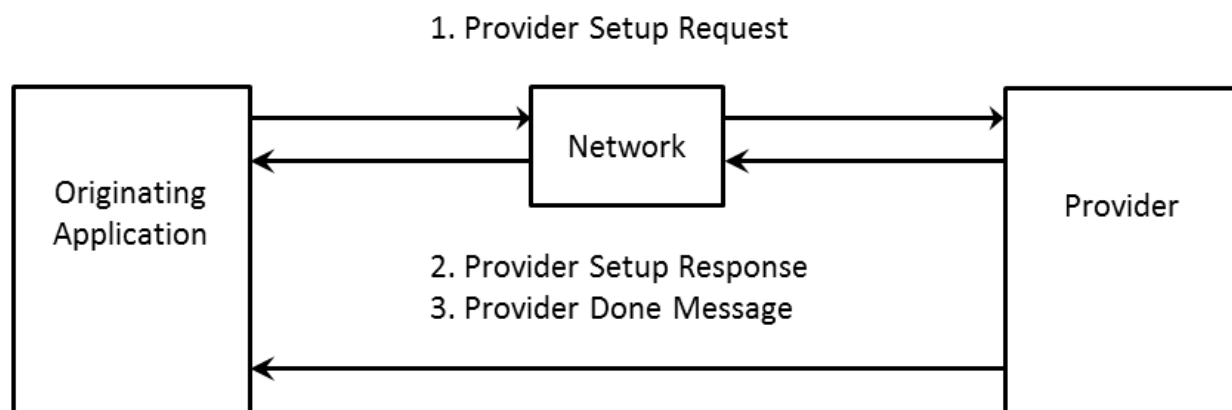 1. Provider Setup Request
Network
Originating
Application
Provider
2. Provider Setup Response
3. Provider Done Message